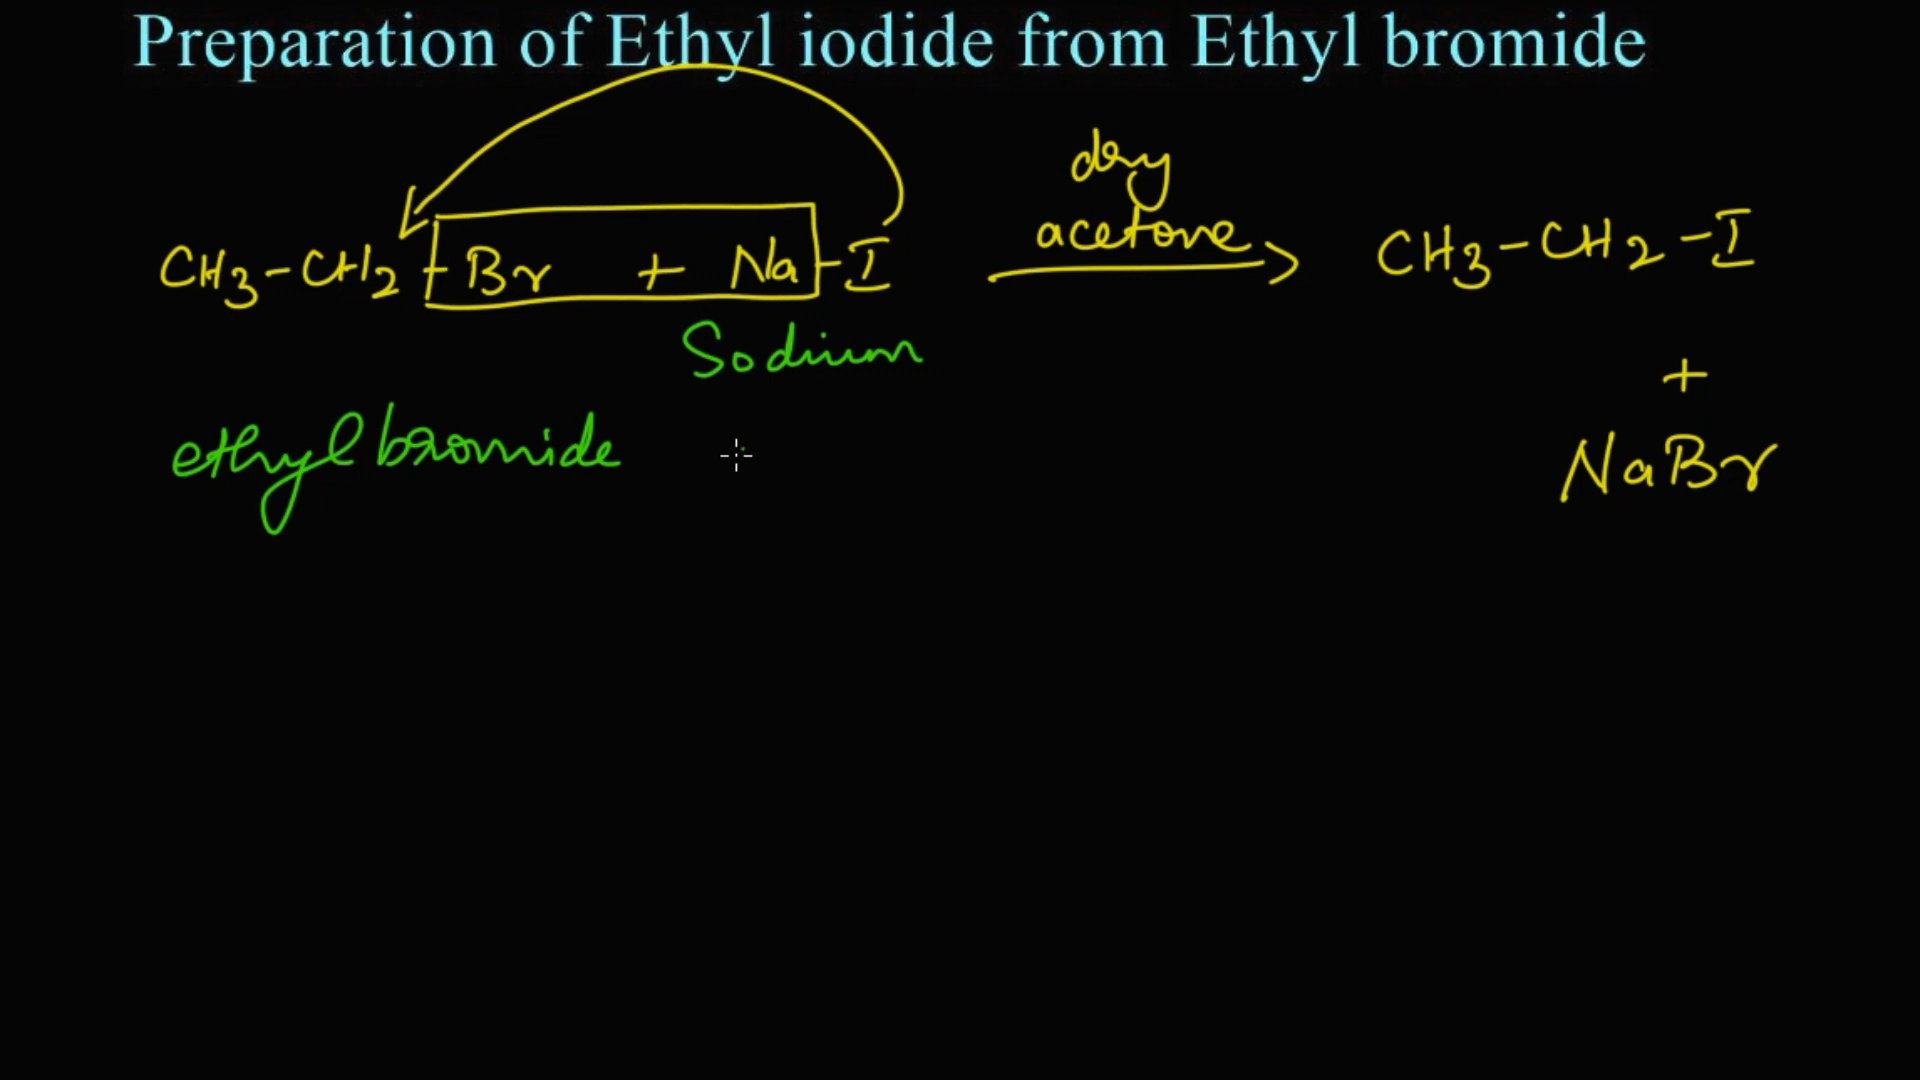 Preparation of Ethyl iodide from Ethyl bromide
CH3-CH2-Br + Na-I dry acetone CH3-CH2-I
Sodium
+
ethyl bromide
NaBr